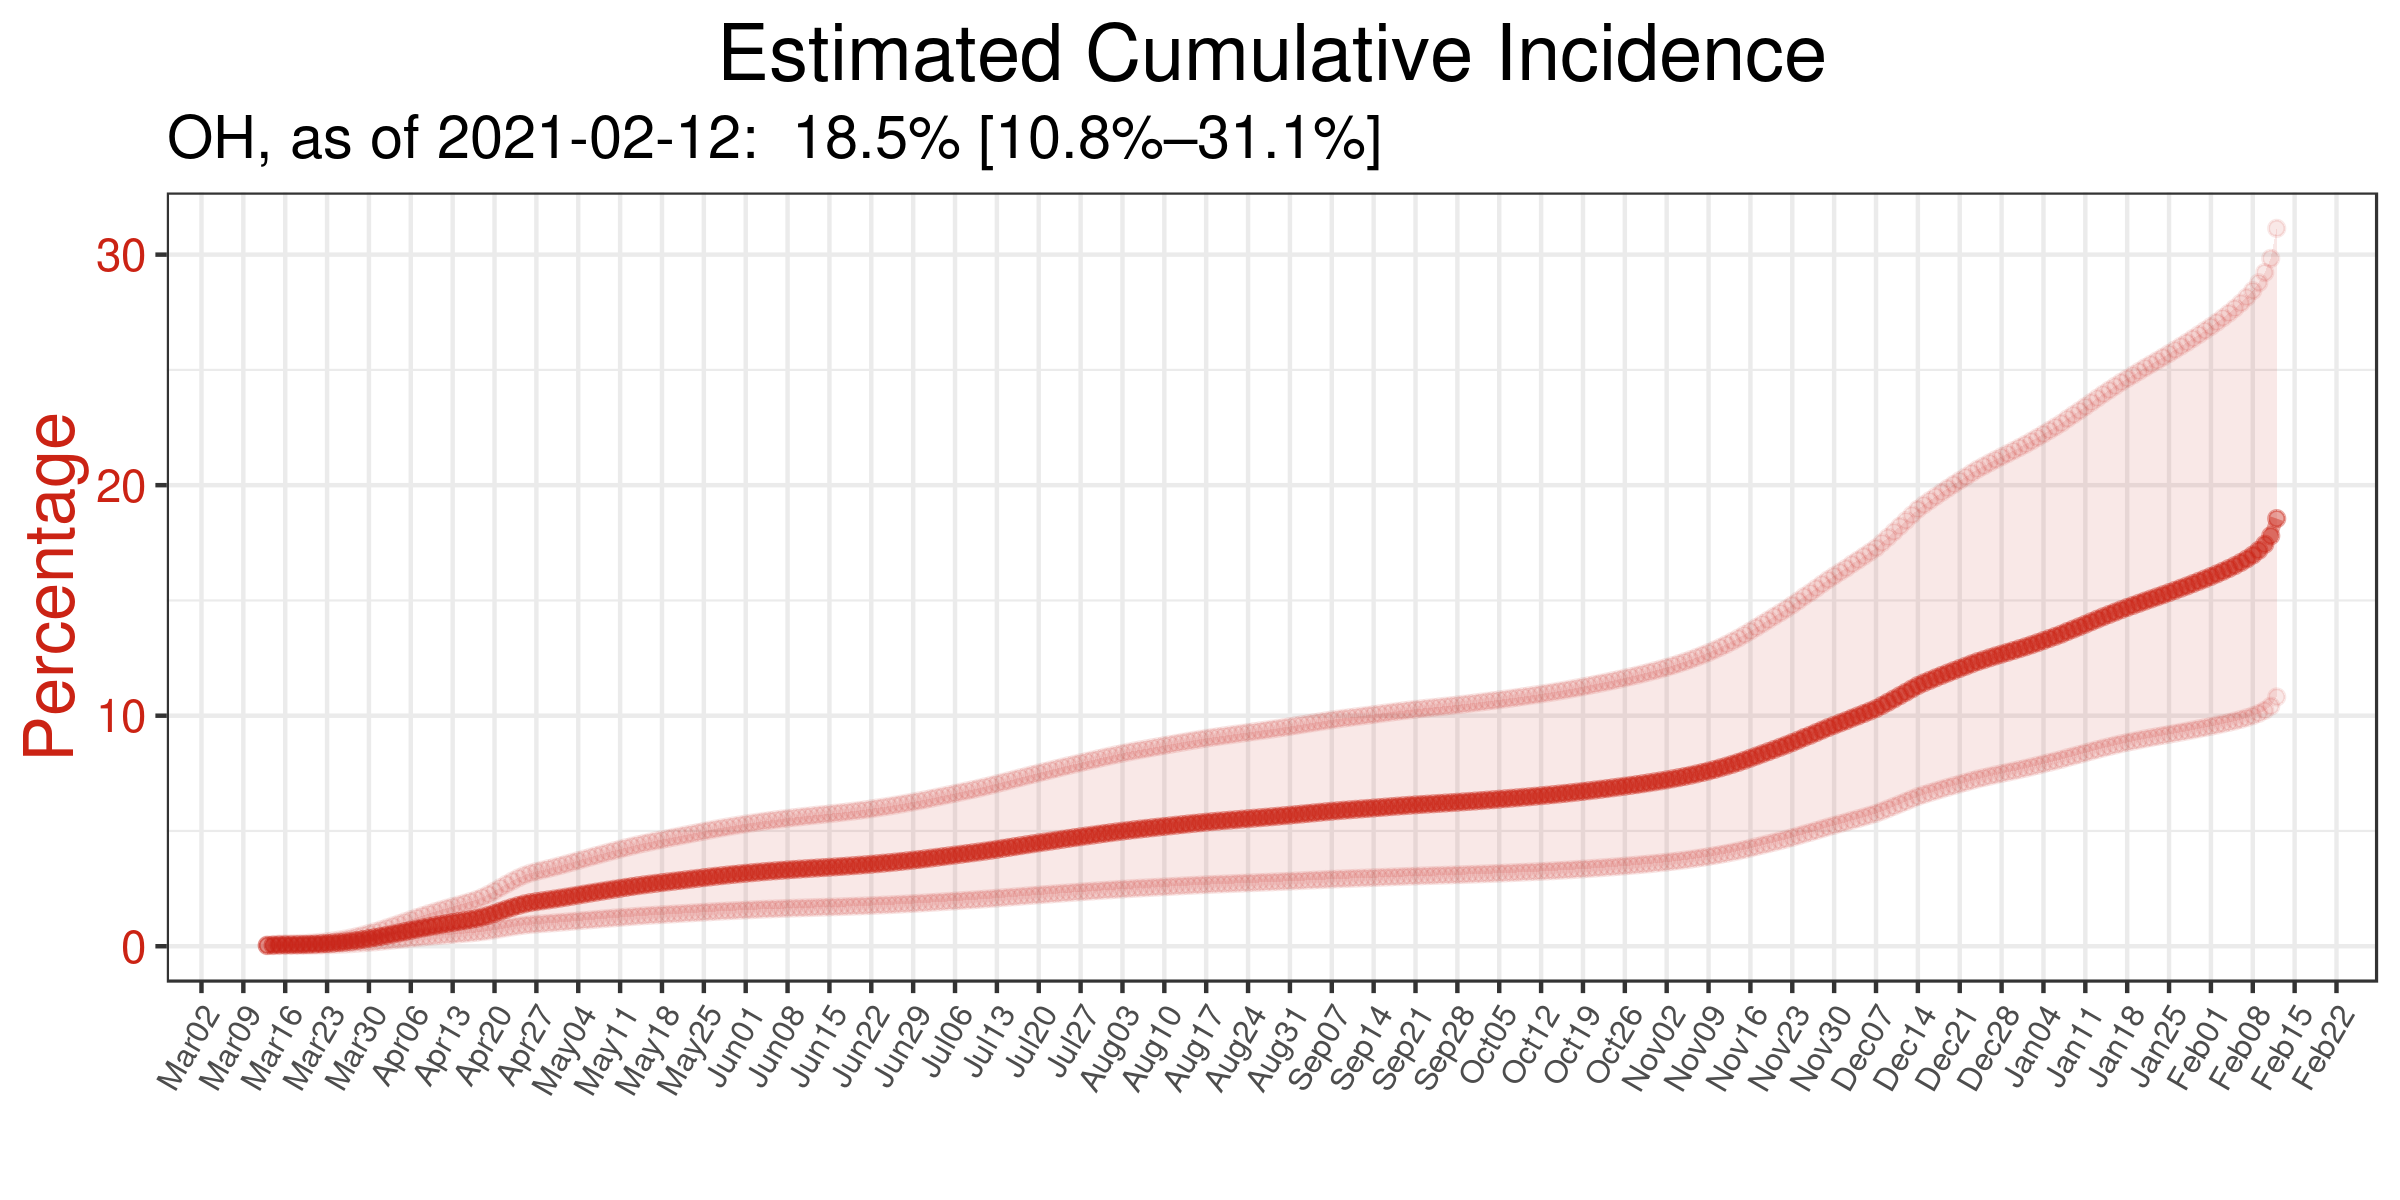 Estimated Cumulative Incidence
OH, as of 2021-02-12:  18.5% [10.8%–31.1%]
Percentage
30
20
10
0
Mar02
Mar09
Mar16
Mar23
Mar30
Apr06
Apr13
Apr20
Apr27
May04
May11
May18
May25
Jun01
Jun08
Jun15
Jun22
Jun29
Jul06
Jul13
Jul20
Jul27
Aug03
Aug10
Aug17
Aug24
Aug31
Sep07
Sep14
Sep21
Sep28
Oct05
Oct12
Oct19
Oct26
Nov02
Nov09
Nov16
Nov23
Nov30
Dec07
Dec14
Dec21
Dec28
Jan04
Jan11
Jan18
Jan25
Feb01
Feb08
Feb15
Feb22